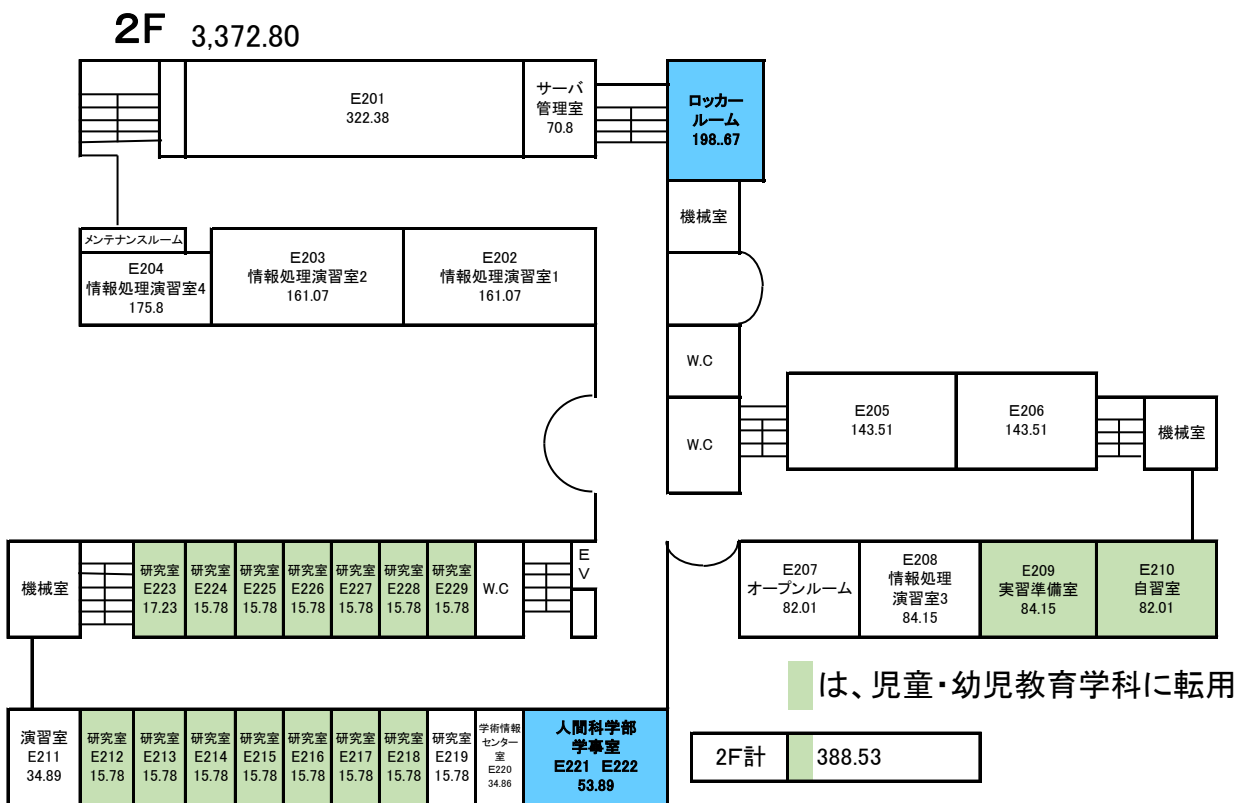 2F 3,372.80
E201
322.38
サーバ
管理室
70.8
ロッカー
ルーム
198..67
機械室
メンテナンスルーム
E204
情報処理演習室4
175.8
E203
情報処理演習室2
161.07
E202
情報処理演習室1
161.07
W.C
W.C
E205
143.51
E206
143.51
機械室
機械室
研究室
E223
17.23
研究室
E224
15.78
研究室
E225
15.78
研究室
E226
15.78
研究室
E227
15.78
研究室
E228
15.78
研究室
E229
15.78
W.C
E
V
E207
オープンルーム
82.01
E208
情報処理
演習室3
84.15
E209
実習準備室
84.15
E210
自習室
82.01
は、児童・幼児教育学科に転用
演習室
E211
34.89
研究室
E212
15.78
研究室
E213
15.78
研究室
E214
15.78
研究室
E215
15.78
研究室
E216
15.78
研究室
E217
15.78
研究室
E218
15.78
研究室
E219
15.78
学術情報
センター
室
E220
34.86
人間科学部
学事室
E221 E222
53.89
2F計 388.53